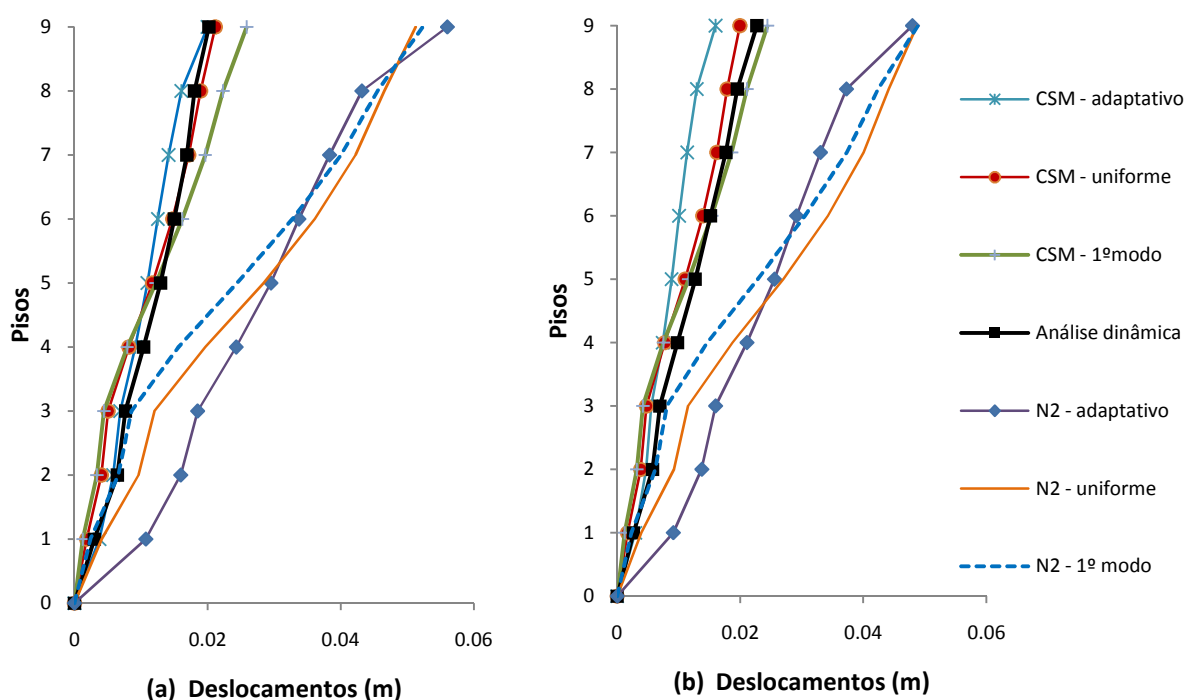 9
8
7
6
5
4
3
2
1
0
Pisos
0
0.02
0.04
0.06
(a) Deslocamentos (m)
9
8
7
6
5
4
3
2
1
0
Pisos
0
0.02
0.04
0.06
(b) Deslocamentos (m)
CSM - adaptativo
CSM - uniforme
CSM - 1ºmodo
Análise dinâmica
N2 - adaptativo
N2 - uniforme
N2 - 1º modo